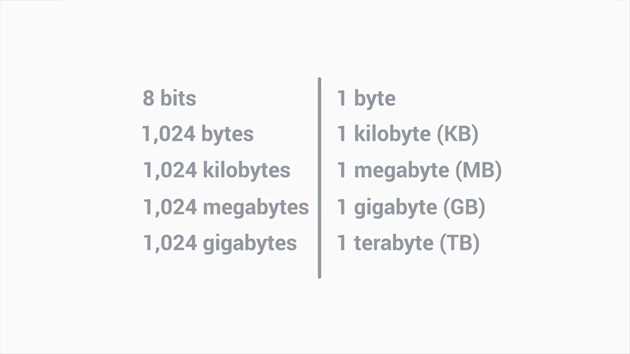 8 bits 1 byte
1,024 bytes 1 kilobyte (KB)
1,024 kilobytes 1 megabyte (MB)
1,024 megabytes 1 gigabyte (GB)
1,024 gigabytes 1 terabyte (TB)